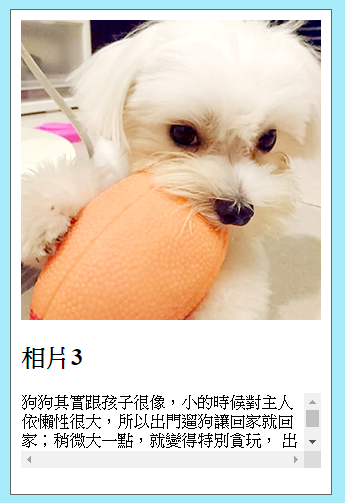 相片3
狗狗其實跟孩子很像，小的時候對主人
依懶性很大，所以出門遛狗讓回家就回
家；稍微大一點，就變得特別貪玩， 出